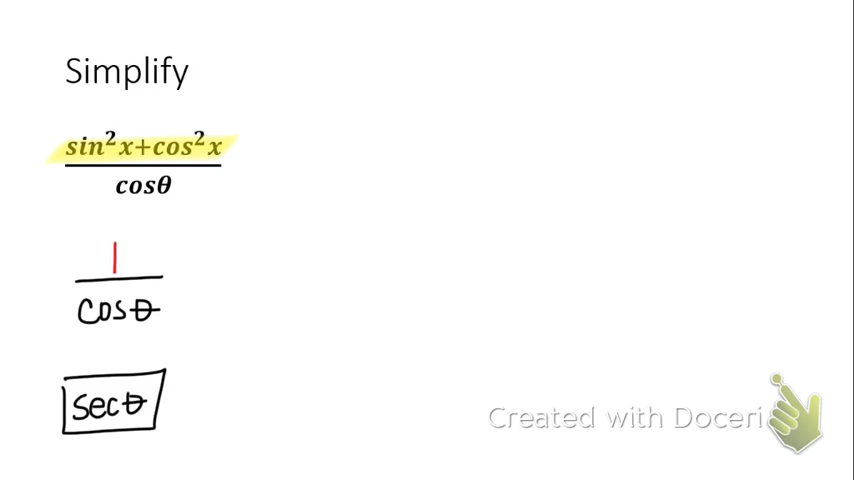 Simplify
sin²x+cos²x
cosθ
1
cosθ
secθ
Created with Doceri